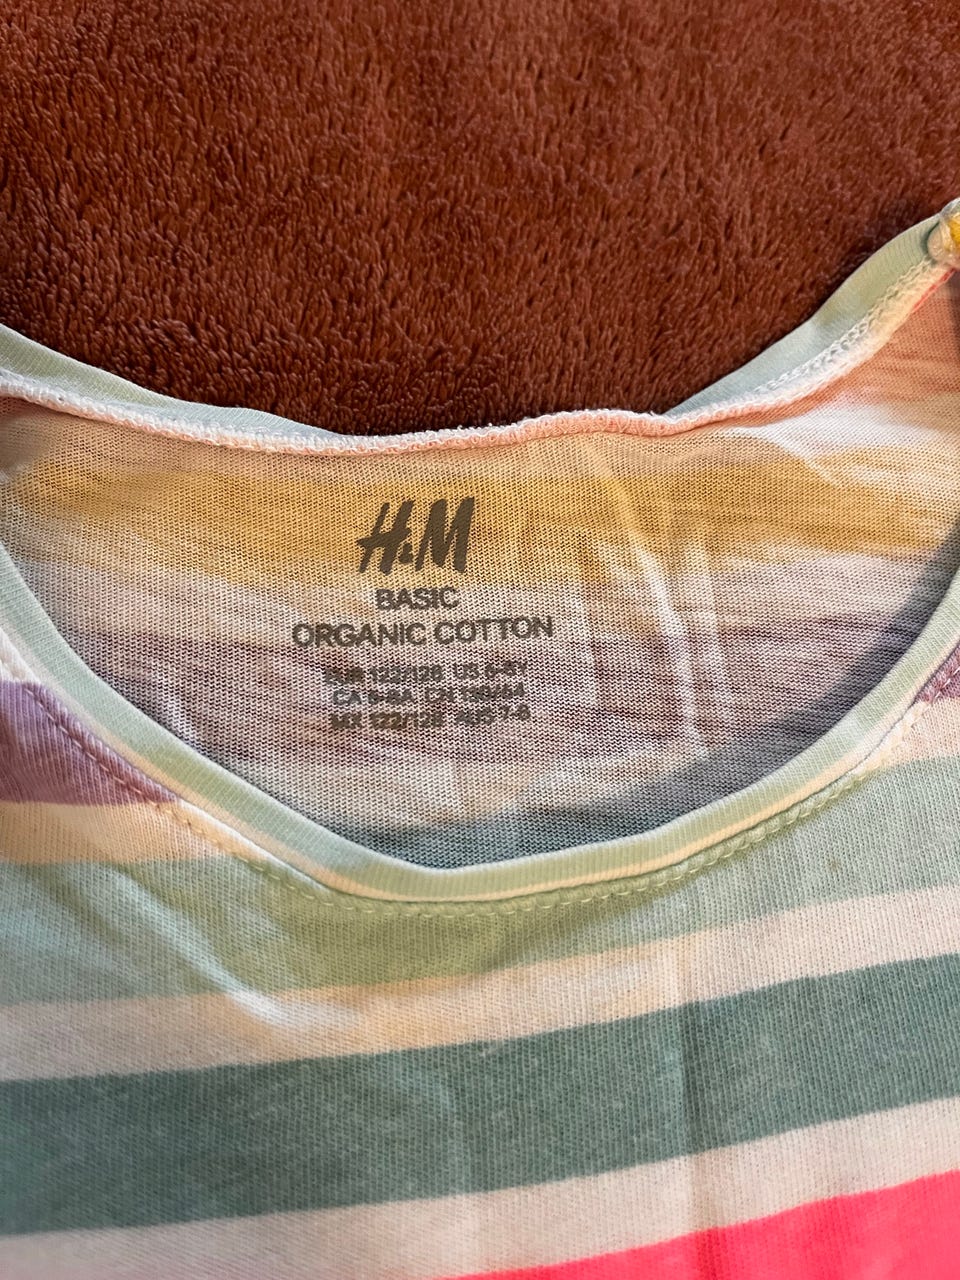 H&M
BASIC
ORGANIC COTTON
EUR 122/128 US 6-8Y
CA 6-8A CN 130/64
MX 122/128 AUS 7-8